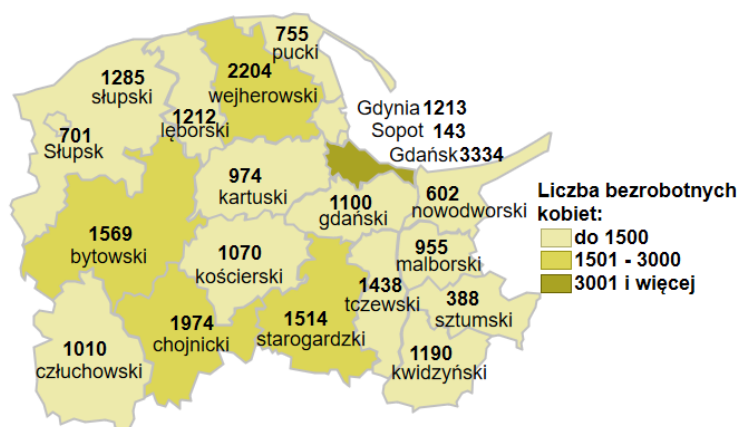 755
pucki
1285
słupski
2204
wejherowski
1212
lęborski
Gdynia 1213
Sopot 143
Gdańsk 3334
701
Słupsk
974
kartuski
1100
gdański
602
nowodworski
1569
bytowski
1070
kościerski
955
malborski
1438
tczewski
388
sztumski
1974
chojnicki
1514
starogardzki
1010
człuchowski
1190
kwidzyński
Liczba bezrobotnych
kobiet:
do 1500
1501 - 3000
3001 i więcej